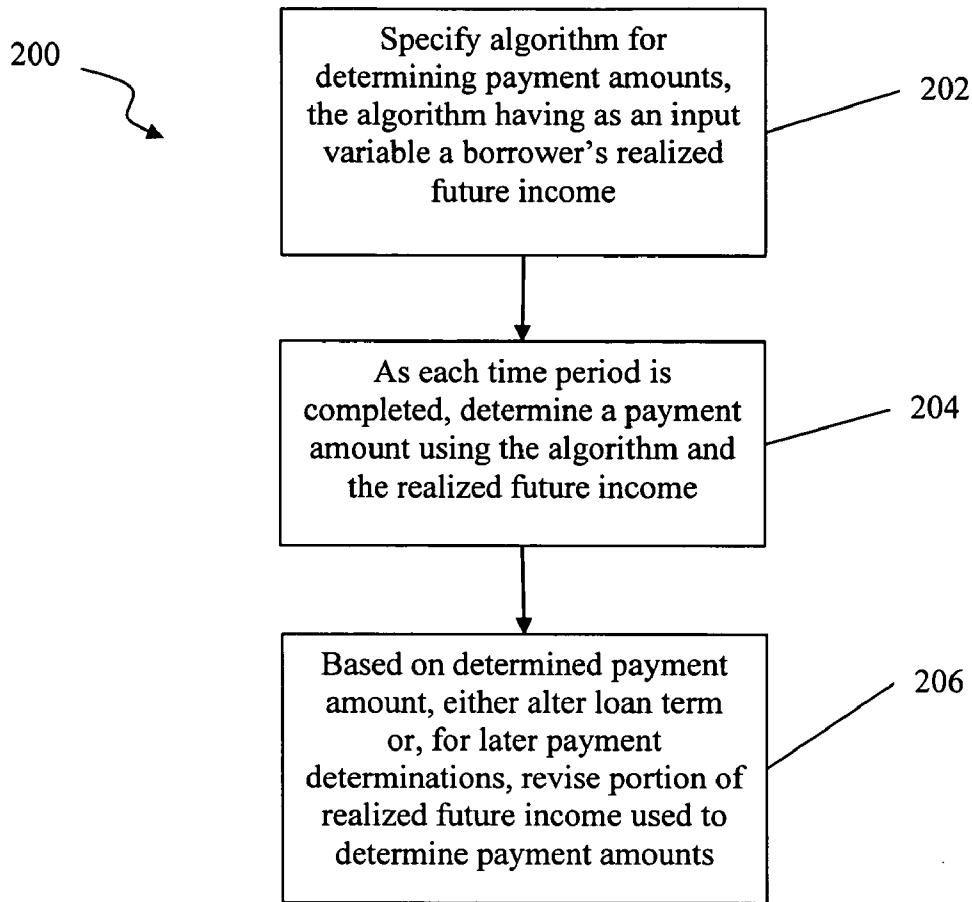 200
Specify algorithm for
determining payment amounts,
the algorithm having as an input
variable a borrower's realized
future income
202
As each time period is
completed, determine a payment
amount using the algorithm and
the realized future income
204
Based on determined payment
amount, either alter loan term
or, for later payment
determinations, revise portion of
realized future income used to
determine payment amounts
206